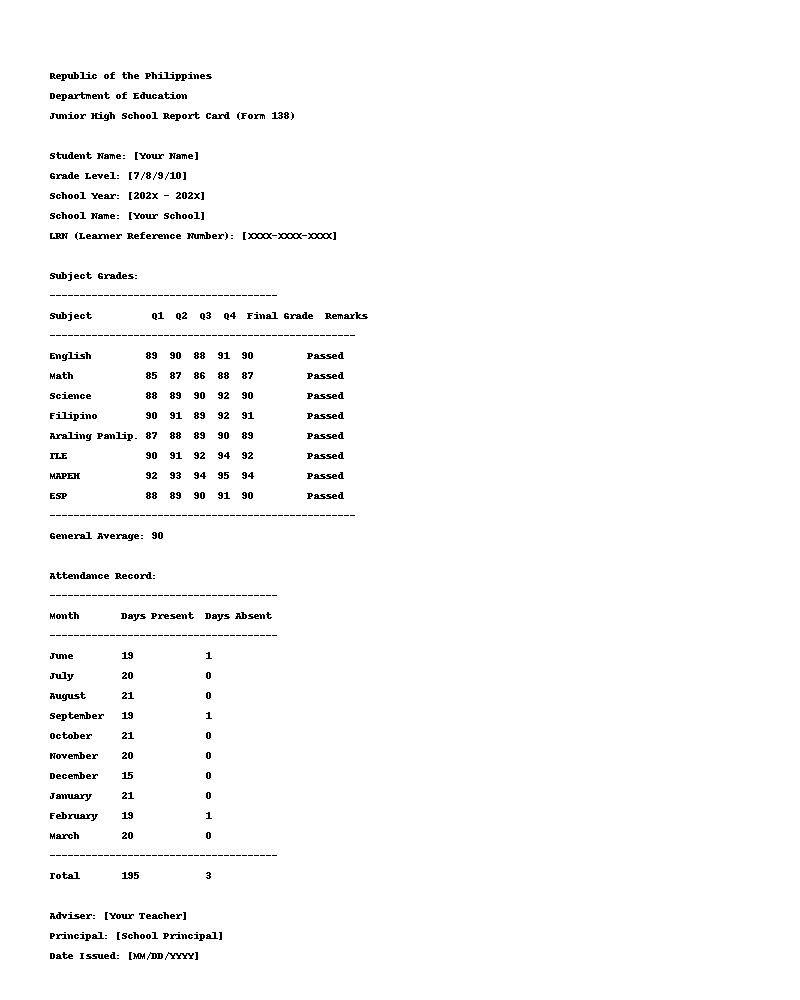 Republic of the Philippines
Department of Education
Junior High School Report Card (Form 138)
Student Name: [Your Name]
Grade Level: [7/8/9/10]
School Year: [202X - 202X]
School Name: [Your School]
LRN (Learner Reference Number): [XXXX-XXXX-XXXX]
Subject Grades:
--------------------------------------
Subject          Q1  Q2  Q3  Q4  Final Grade  Remarks
---------------------------------------------------
English         89  90  88  91  90         Passed
Math            85  87  86  88  87         Passed
Science         88  89  90  92  90         Passed
Filipino        90  91  89  92  91         Passed
Araling Panlip. 87  88  89  90  89         Passed
TLE             90  91  92  94  92         Passed
MAPEH           92  93  94  95  94         Passed
ESP             88  89  90  91  90         Passed
---------------------------------------------------
General Average: 90
Attendance Record:
--------------------------------------
Month       Days Present  Days Absent
--------------------------------------
June        19            1
July        20            0
August      21            0
September   19            1
October     21            0
November    20            0
December    15            0
January     21            0
February    19            1
March       20            0
--------------------------------------
Total       195           3
Adviser: [Your Teacher]
Principal: [School Principal]
Date Issued: [MM/DD/YYYY]